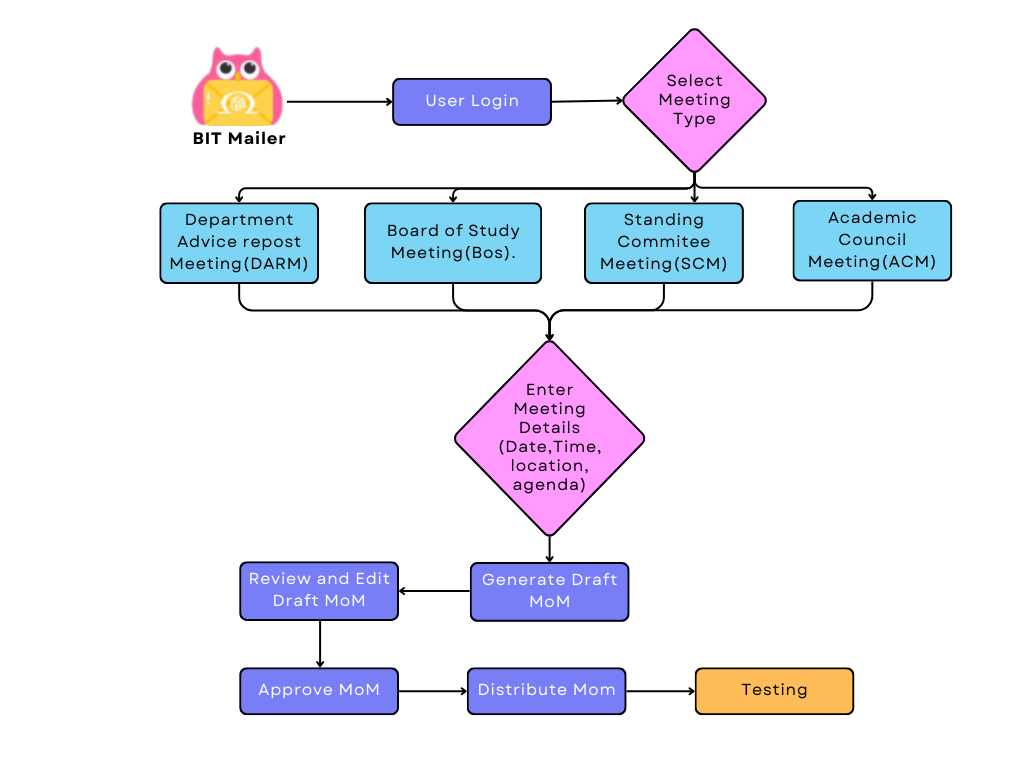 BIT Mailer
User Login
Select
Meeting
Type
Department
Advice repost
Meeting(DARM)
Board of Study
Meeting(Bos).
Standing
Commitee
Meeting(SCM)
Academic
Council
Meeting(ACM)
Enter
Meeting
Details
(Date,Time,
location,
agenda)
Generate Draft
MoM
Review and Edit
Draft MoM
Approve MoM
Distribute Mom
Testing